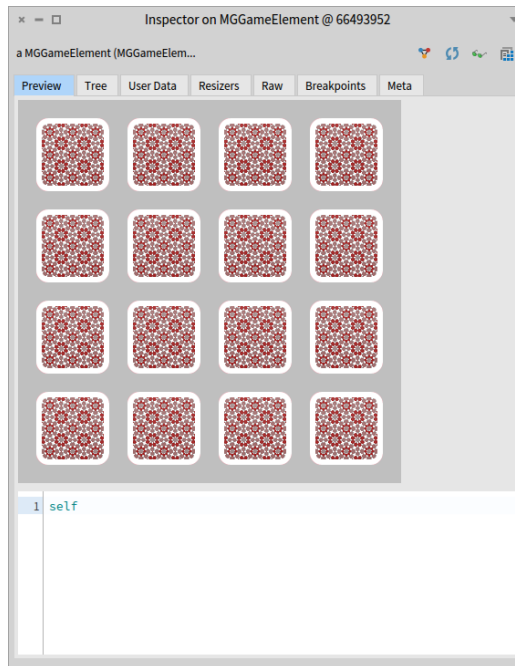 Inspector on MGGameElement @ 66493952
a MGGameElement (MGGameElem...
Preview Tree User Data Resizers Raw Breakpoints Meta
1 self